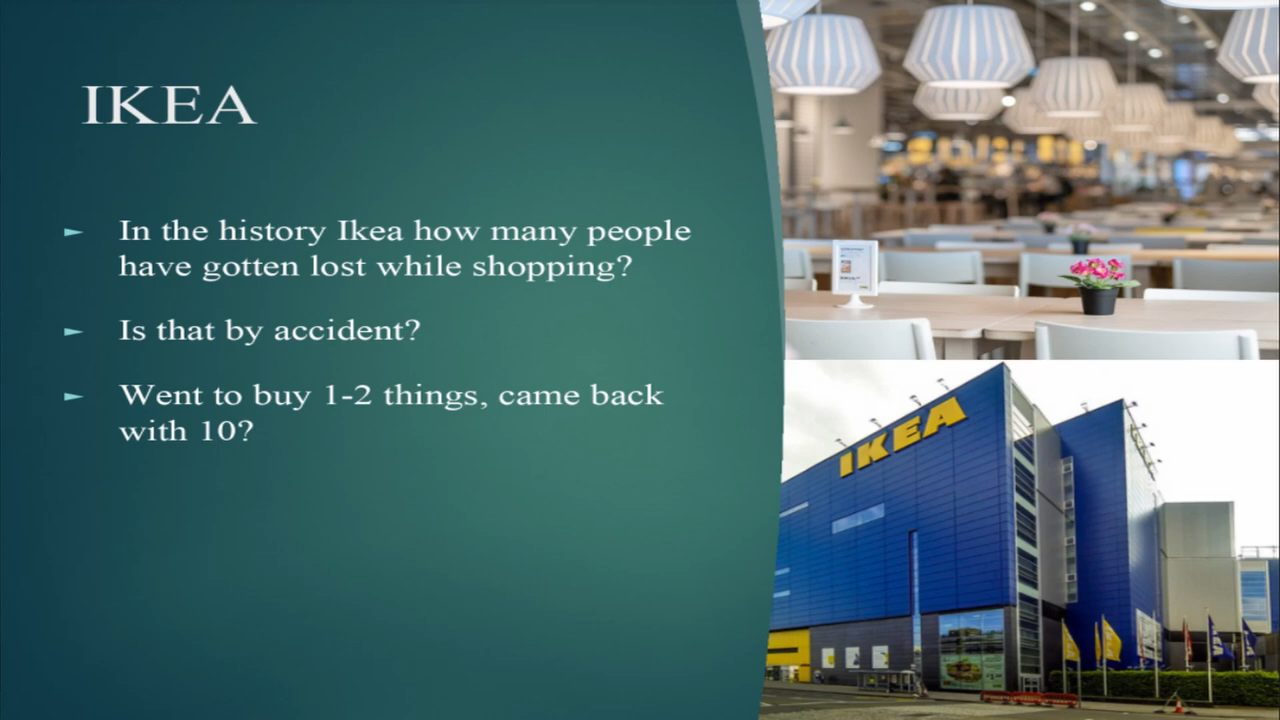 IKEA
In the history Ikea how many people
have gotten lost while shopping?
Is that by accident?
Went to buy 1-2 things, came back
with 10?
IKEA